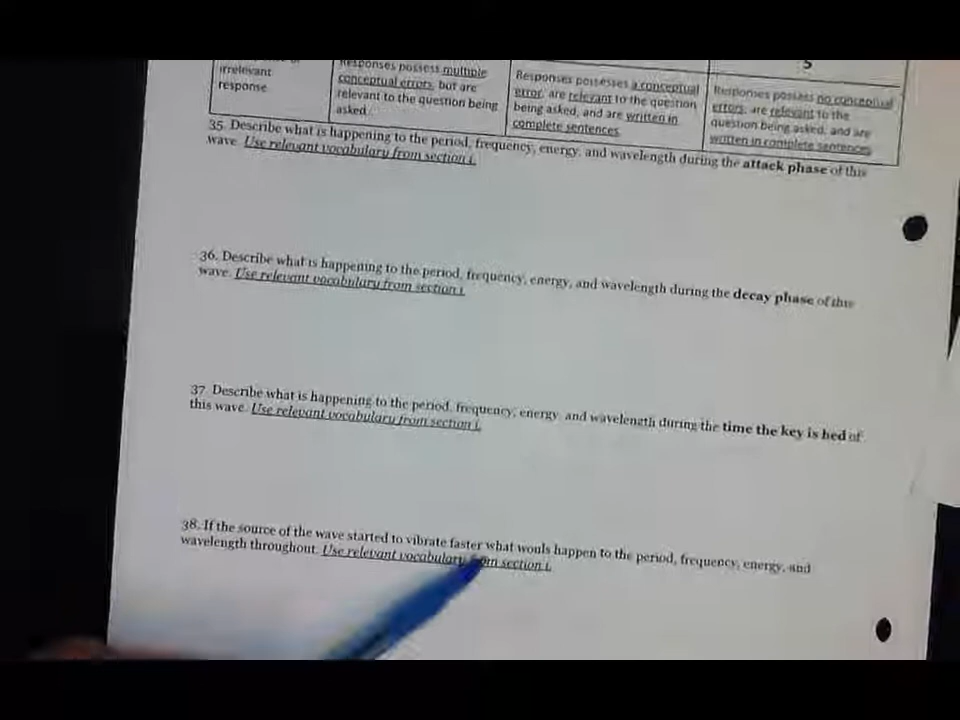 irrelevant
response
Responses possess multiple
conceptual errors, but are
relevant to the question being
asked
Responses possesses a conceptual
error, are relevant to the question
being asked, and are written in
complete sentences
5
Responses possess no conceptual
errors, are relevant to the
question being asked, and are
written in complete sentences
35. Describe what is happening to the period, frequency, energy, and wavelength during the attack phase of this
wave. Use relevant vocabulary from section i.
36. Describe what is happening to the period, frequency, energy, and wavelength during the decay phase of this
wave. Use relevant vocabulary from section i.
37. Describe what is happening to the period, frequency, energy and wavelength during the time the key is hed of
this wave. Use relevant vocabulary from section i.
38. If the source of the wave started to vibrate faster what wouls happen to the period, frequency, energy, and
wavelength throughout. Use relevant vocabulary from section i.